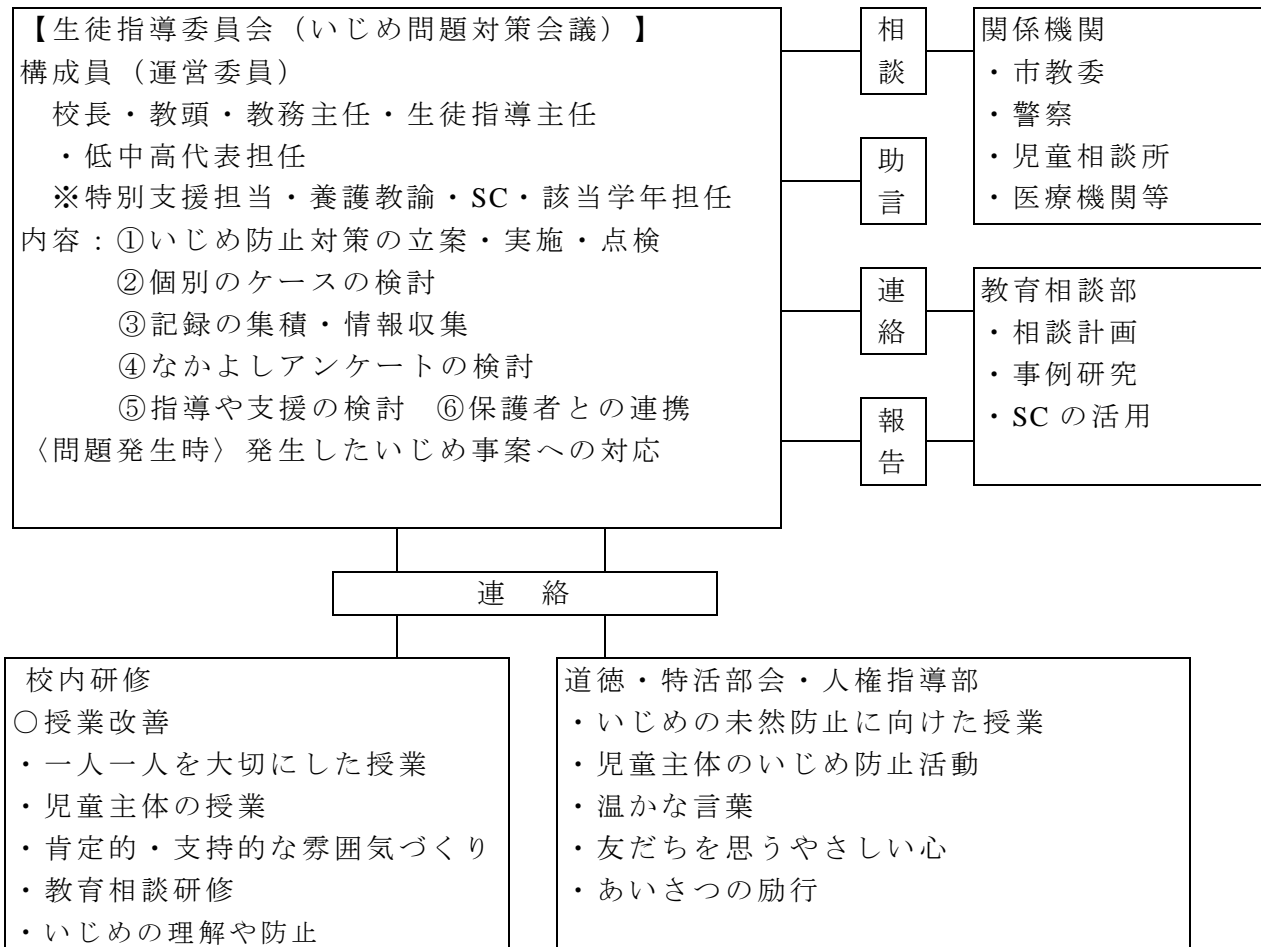 【生徒指導委員会（いじめ問題対策会議）】
構成員（運営委員）
校長・教頭・教務主任・生徒指導主任
・低中高代表担任
※特別支援担当・養護教諭・SC・該当学年担任
内容：①いじめ防止対策の立案・実施・点検
②個別のケースの検討
③記録の集積・情報収集
④なかよしアンケートの検討
⑤指導や支援の検討　⑥保護者との連携
〈問題発生時〉発生したいじめ事案への対応
相談
助言
連絡
報告
関係機関
・市教委
・警察
・児童相談所
・医療機関等
教育相談部
・相談計画
・事例研究
・SCの活用
連　絡
校内研修
○授業改善
・一人一人を大切にした授業
・児童主体の授業
・肯定的・支持的な雰囲気づくり
・教育相談研修
・いじめの理解や防止
道徳・特活部会・人権指導部
・いじめの未然防止に向けた授業
・児童主体のいじめ防止活動
・温かな言葉
・友だちを思うやさしい心
・あいさつの励行